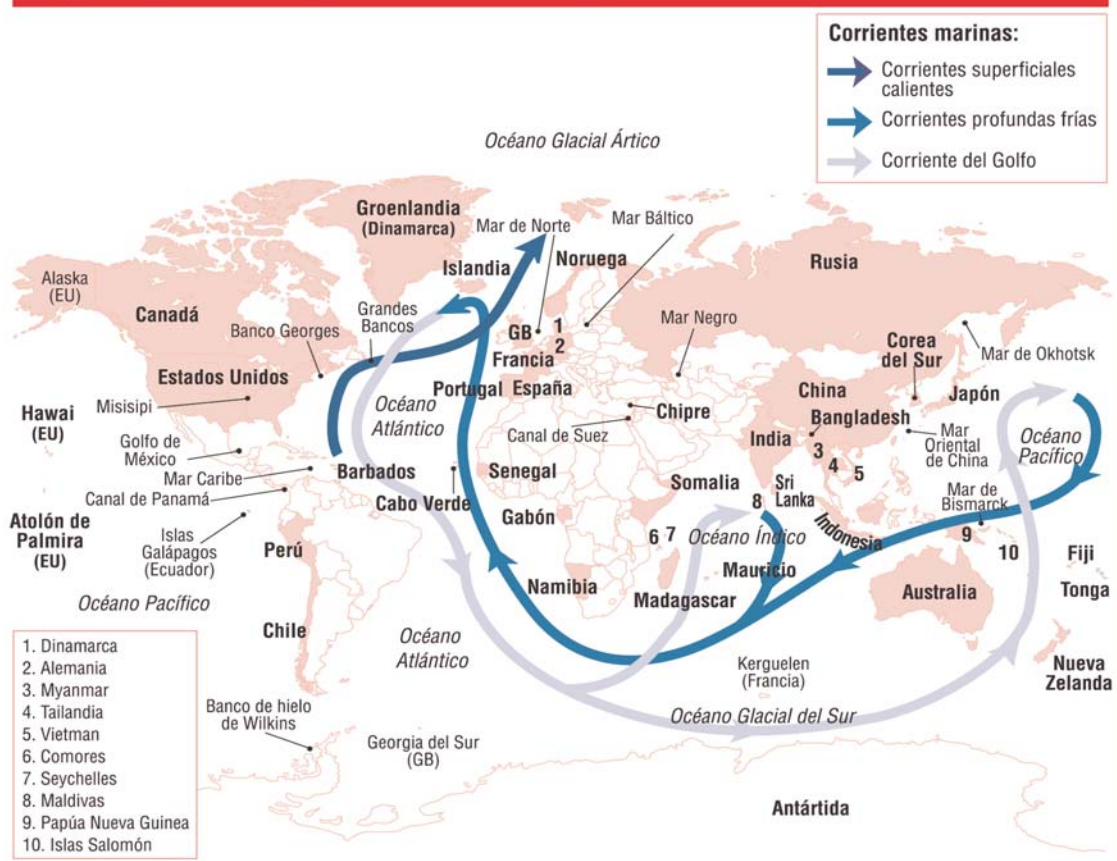 Corrientes marinas:
Corrientes superficiales
calientes
Corrientes profundas frías
Corriente del Golfo
Océano Glacial Ártico
Groenlandia
(Dinamarca)
Mar de Norte
Mar Báltico
Islandia
Noruega
Rusia
Alaska
(EU)
Canadá
Grandes
Bancos
Banco Georges
GB
1
2
Francia
Mar Negro
Corea
del Sur
Mar de Okhotsk
Estados Unidos
Portugal
España
China
Japón
Misisipi
Hawai
(EU)
Océano
Atlántico
Chipre
Bangladesh
Canal de Suez
India
3
4
5
Mar
Oriental
de China
Océano
Pacífico
Golfo de
México
Mar Caribe
Barbados
Senegal
Somalia
Sri
Lanka
8
Canal de Panamá
Cabo Verde
Gabón
Mar de
Bismarck
Atolón de
Palmira
(EU)
Islas
Galápagos
(Ecuador)
Perú
6
7
Océano Índico
Indonesia
9
10
Fiji
Tonga
Océano Pacífico
Namibia
Mauricio
Madagascar
Australia
Chile
Océano
Atlántico
Kerguelen
(Francia)
Nueva
Zelanda
Océano Glacial del Sur
Banco de hielo
de Wilkins
Georgia del Sur
(GB)
Antártida
1. Dinamarca
2. Alemania
3. Myanmar
4. Tailandia
5. Vietman
6. Comores
7. Seychelles
8. Maldivas
9. Papúa Nueva Guinea
10. Islas Salomón